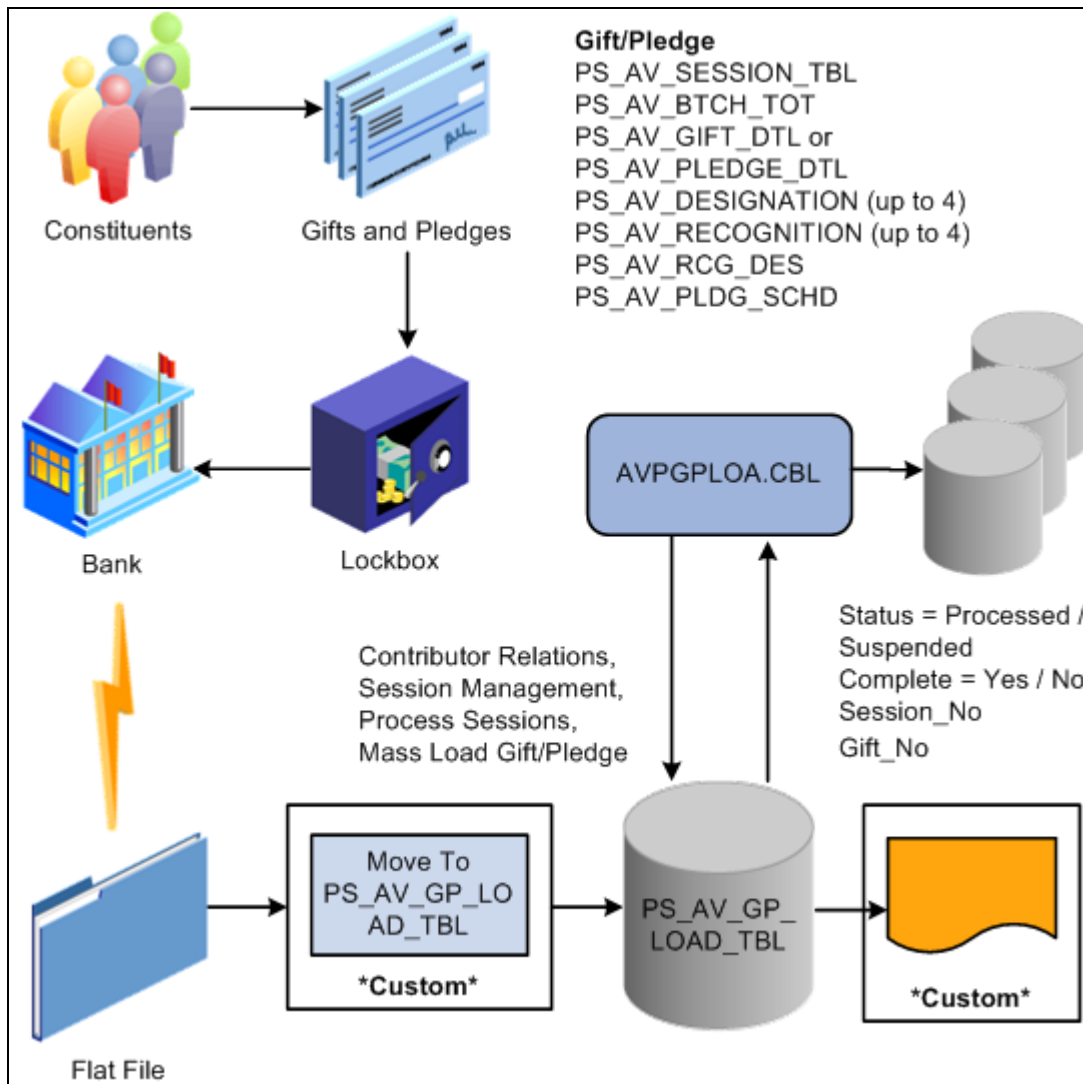 Gift/Pledge
PS_AV_SESSION_TBL
PS_AV_BTCH_TOT
PS_AV_GIFT_DTL or
PS_AV_PLEDGE_DTL
PS_AV_DESIGNATION (up to 4)
PS_AV_RECOGNITION (up to 4)
PS_AV_RCG_DES
PS_AV_PLDG_SCHD
Constituents
Gifts and Pledges
AVPGPLOA.CBL
Bank
Lockbox
Status = Processed /
Suspended
Complete = Yes / No
Session_No
Gift_No
Contributor Relations,
Session Management,
Process Sessions,
Mass Load Gift/Pledge
Move To
PS_AV_GP_LO
AD_TBL
*Custom*
PS_AV_GP_
LOAD_TBL
*Custom*
Flat File